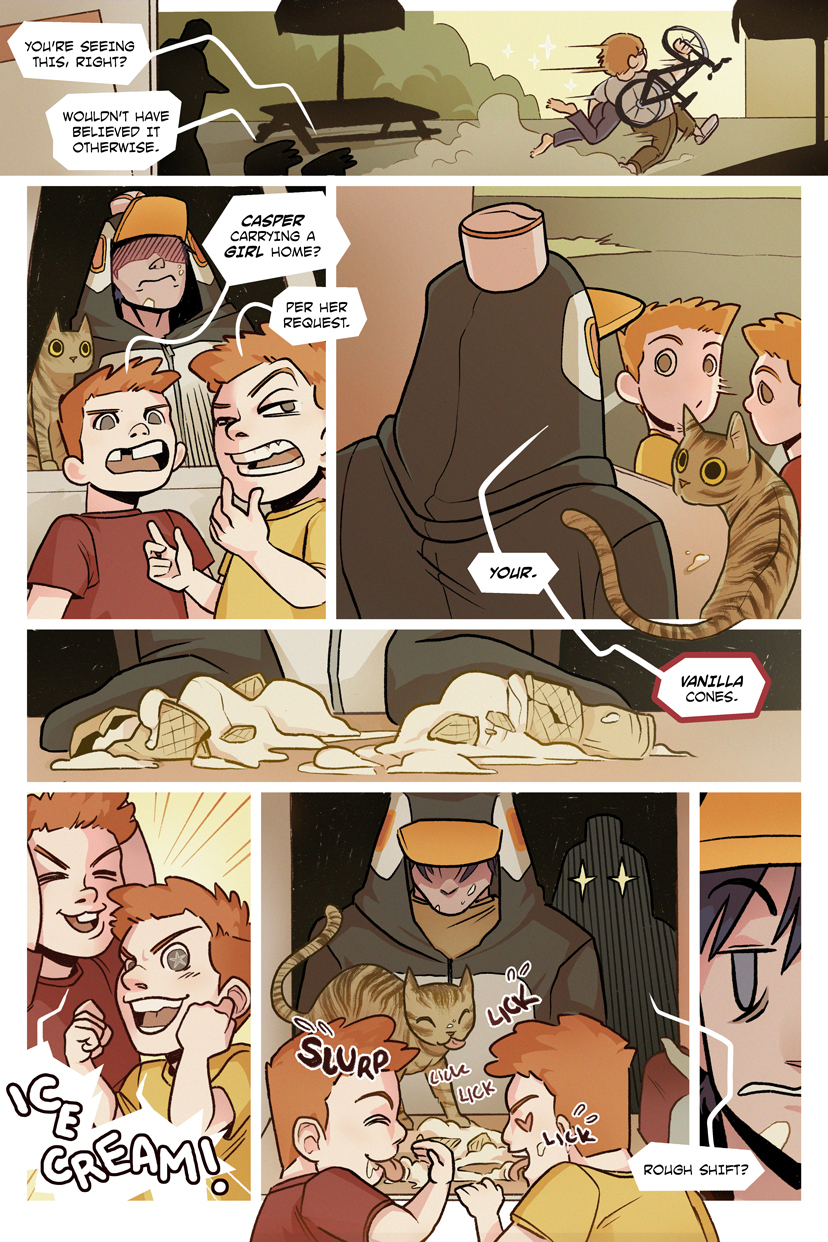 YOU'RE SEEING
THIS, RIGHT?
WOULDN'T HAVE
BELIEVED IT
OTHERWISE.
CASPER
CARRYING A
GIRL HOME?
PER HER
REQUEST.
YOUR.
VANILLA
CONES.
ICE
CREAM!
LICK
SLURP
LICK
LICK
LICK
ROUGH SHIFT?